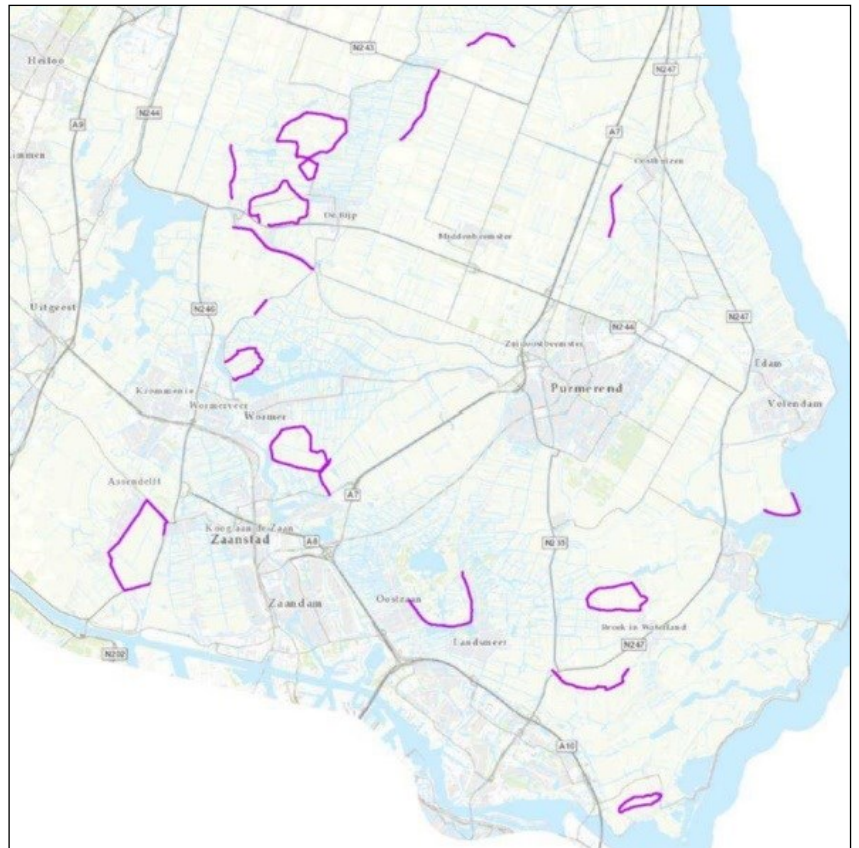 Heiloo
N243
N247
A9
N244
A7
Oosthuizen
De Rijp
Middenbeemster
Uitgeest
N246
N244
N247
Zuidoostbeemster
Edam
Purmerend
Volendam
Krommenie
Wormerveer
Wormer
Assendelft
A7
Koog aan de Zaan
Zaanstad
A8
N235
Oostzaan
Zaandam
Broek in Waterland
Landsmeer
N247
N202
A10